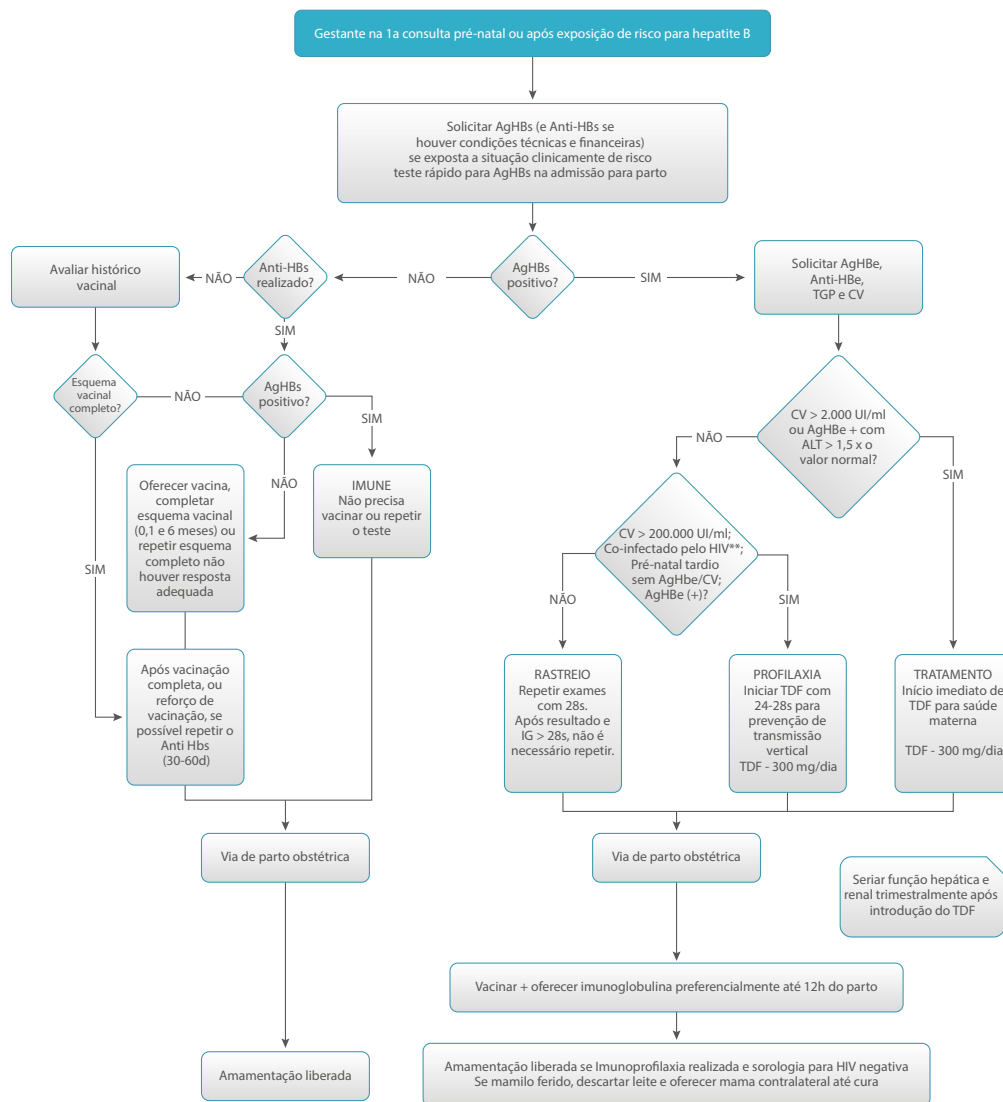 Gestante na 1a consulta pré-natal ou após exposição de risco para hepatite B
Solicitar AgHBs (e Anti-HBs se
houver condições técnicas e financeiras)
se exposta a situação clinicamente de risco
teste rápido para AgHBs na admissão para parto
Avaliar histórico
vacinal
NÃO
Anti-HBs
realizado?
NÃO
AgHBs
positivo?
SIM
Solicitar AgHBe,
Anti-HBe,
TGP e CV
SIM
Esquema
vacinal
completo?
NÃO
AgHBs
positivo?
SIM
NÃO
CV > 2.000 UI/ml
ou AgHBe + com
ALT > 1,5 x o
valor normal?
NÃO
SIM
Oferecer vacina,
completar
esquema vacinal
(0,1 e 6 meses) ou
repetir esquema
completo não
houver resposta
adequada
IMUNE
Não precisa
vacinar ou repetir
o teste
SIM
CV > 200.000 UI/ml;
Co-infectado pelo HIV**;
Pré-natal tardio
sem AgHbe/CV;
AgHBe (+)?
NÃO
SIM
Após vacinação
completa, ou
reforço de
vacinação, se
possível repetir o
Anti Hbs
(30-60d)
RASTREIO
Repetir exames
com 28s.
Após resultado e
IG > 28s, não é
necessário repetir.
PROFILAXIA
Iniciar TDF com
24-28s para
prevenção de
transmissão
vertical
TDF - 300 mg/dia
TRATAMENTO
Início imediato de
TDF para saúde
materna
TDF - 300 mg/dia
Via de parto obstétrica
Via de parto obstétrica
Seriar função hepática e
renal trimestralmente após
introdução do TDF
Vacinar + oferecer imunoglobulina preferencialmente até 12h do parto
Amamentação liberada
Amamentação liberada se Imunoprofilaxia realizada e sorologia para HIV negativa
Se mamilo ferido, descartar leite e oferecer mama contralateral até cura